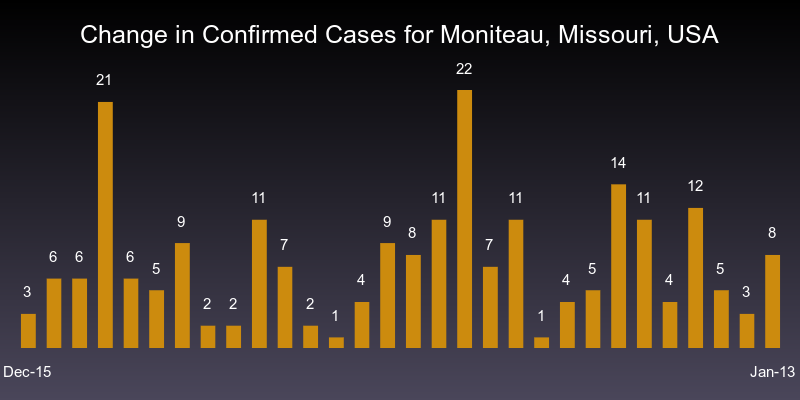 Change in Confirmed Cases for Moniteau, Missouri, USA
3 6 6 21 6 5 9 2 2 11 7 2 1 4 9 8 11 22 7 11 1 4 5 14 11 4 12 5 3 8
Dec-15 Jan-13